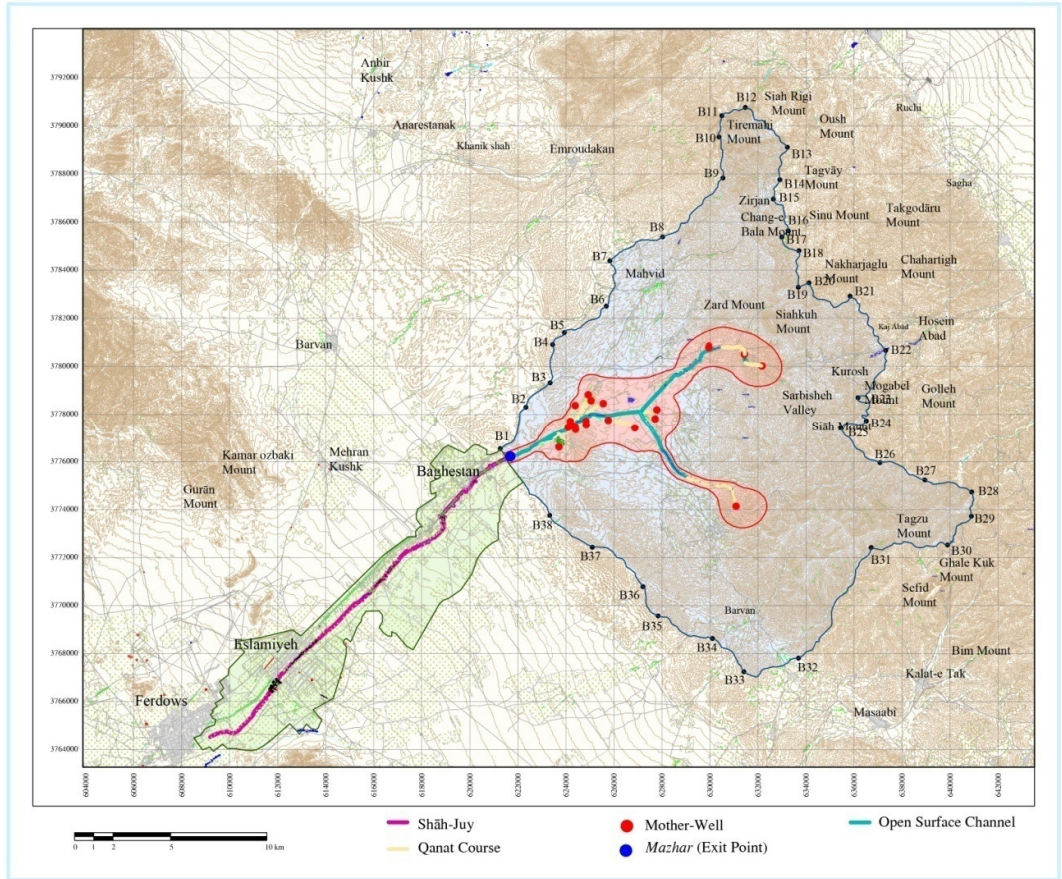 Anbir
Kushk
Anarestanak
Khanik shah
Emroudakan
B12
Siah Rigi
Mount
B11
Tiremahi
Mount
B10
Oush
Mount
Ruchi
B13
B9
B14
Tagvāy
Mount
Sagha
B15
Zirjan
Chang-e
Bala Mount
B16
Sinu Mount
Takgodāru
Mount
B17
B8
B18
B7
Mahvid
Nakharjaglu
Mount
Chahartigh
Mount
B19
B20
B21
B6
Zard Mount
Siahkuh
Mount
Kaj Abad
Hosein
Abad
B5
B4
Barvan
B22
B3
Kurosh
Mogabel
Mount
Golleh
Mount
Sarbisheh
Valley
B23
B2
B24
Siāh Mount
B25
B1
Kamar ozbaki
Mount
Mehran
Kushk
Baghestan
B26
B27
Gurān
Mount
B28
B29
B38
Tagzu
Mount
B30
B37
B31
Ghale Kuk
Mount
B36
Sefid
Mount
B35
Barvan
B34
Eslamiyeh
B33
B32
Bim Mount
Kalat-e Tak
Ferdows
Masaabi
3792000
3790000
3788000
3786000
3784000
3782000
3780000
3778000
3776000
3774000
3772000
3770000
3768000
3766000
3764000
604000
606000
608000
610000
612000
614000
616000
618000
620000
622000
624000
626000
628000
630000
632000
634000
636000
638000
640000
642000
0 1 2 5 10 km
Shāh-Juy
Qanat Course
Mother-Well
Mazhar (Exit Point)
Open Surface Channel